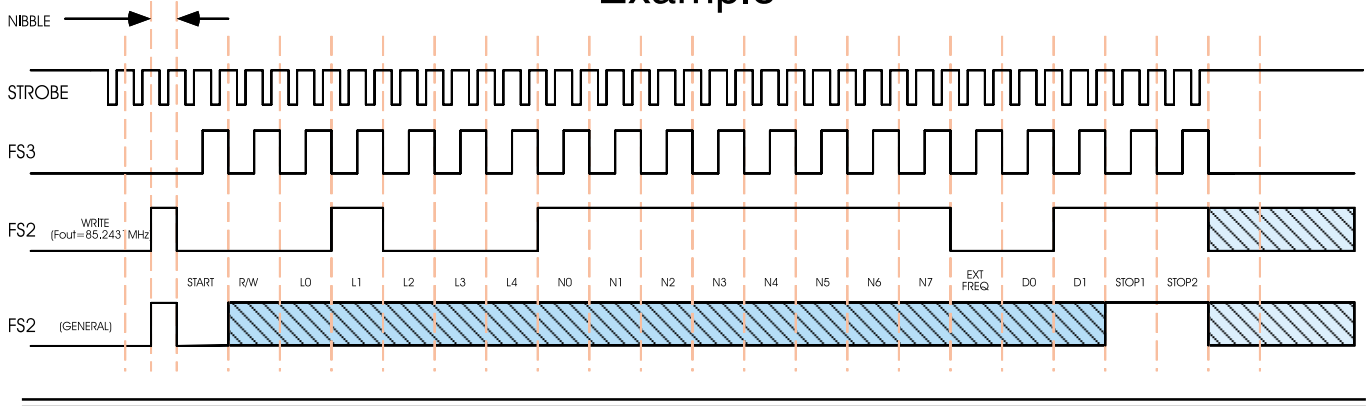 Example
NIBBLE
STROBE
FS3
FS2
WRITE
(Fout=85.243 MHz
START R/W L0 L1 L2 L3 L4 N0 N1 N2 N3 N4 N5 N6 N7 EXT FREQ D0 D1 STOP1 STOP2
FS2 (GENERAL)